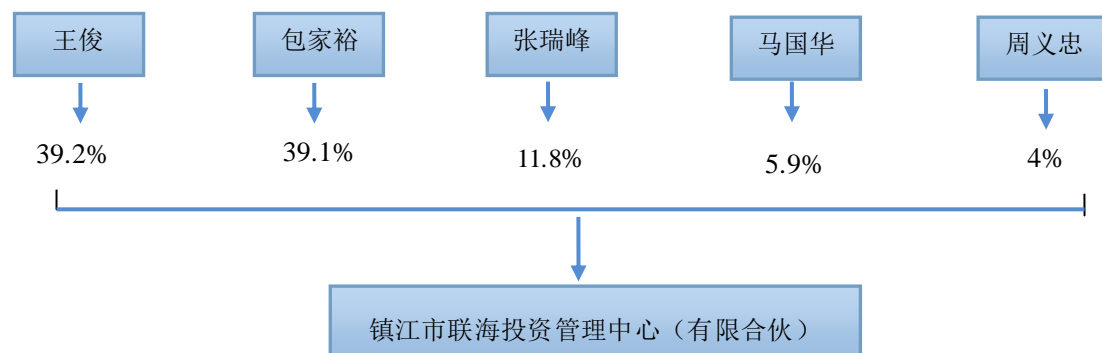 王俊 包家裕 张瑞峰 马国华 周义忠
39.2% 39.1% 11.8% 5.9% 4%
镇江市联海投资管理中心（有限合伙）